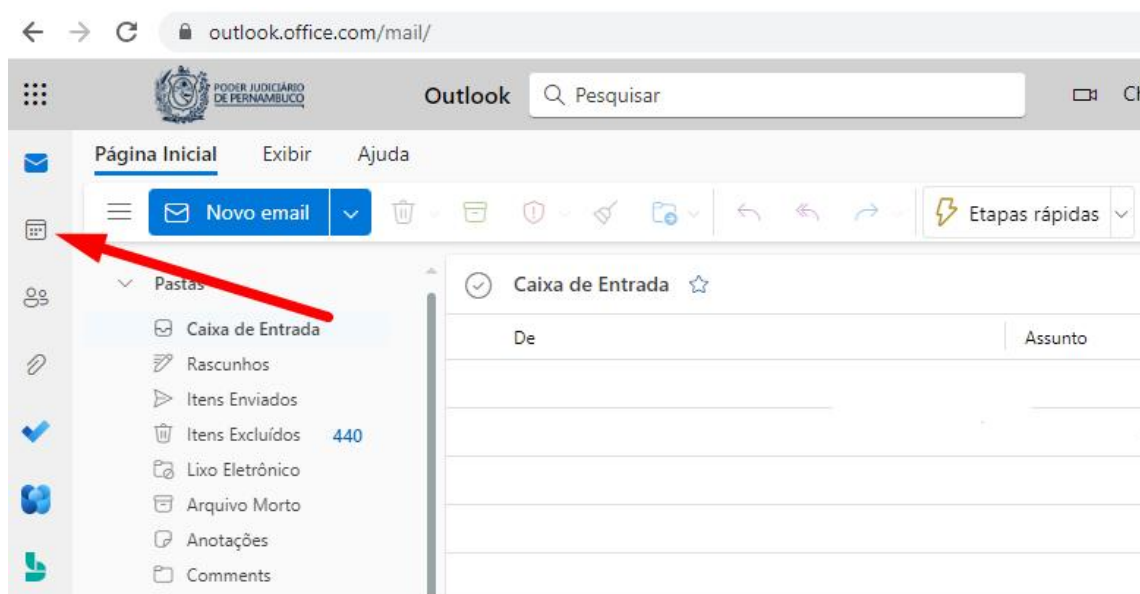 outlook.office.com/mail/
PODER JUDICIÁRIO
DE PERNAMBUCO
Outlook
Pesquisar
Página Inicial Exibir Ajuda
Novo email
Etapas rápidas
Pastas
Caixa de Entrada
Rascunhos
Itens Enviados
Itens Excluídos 440
Lixo Eletrônico
Arquivo Morto
Anotações
Comments
Caixa de Entrada
De Assunto